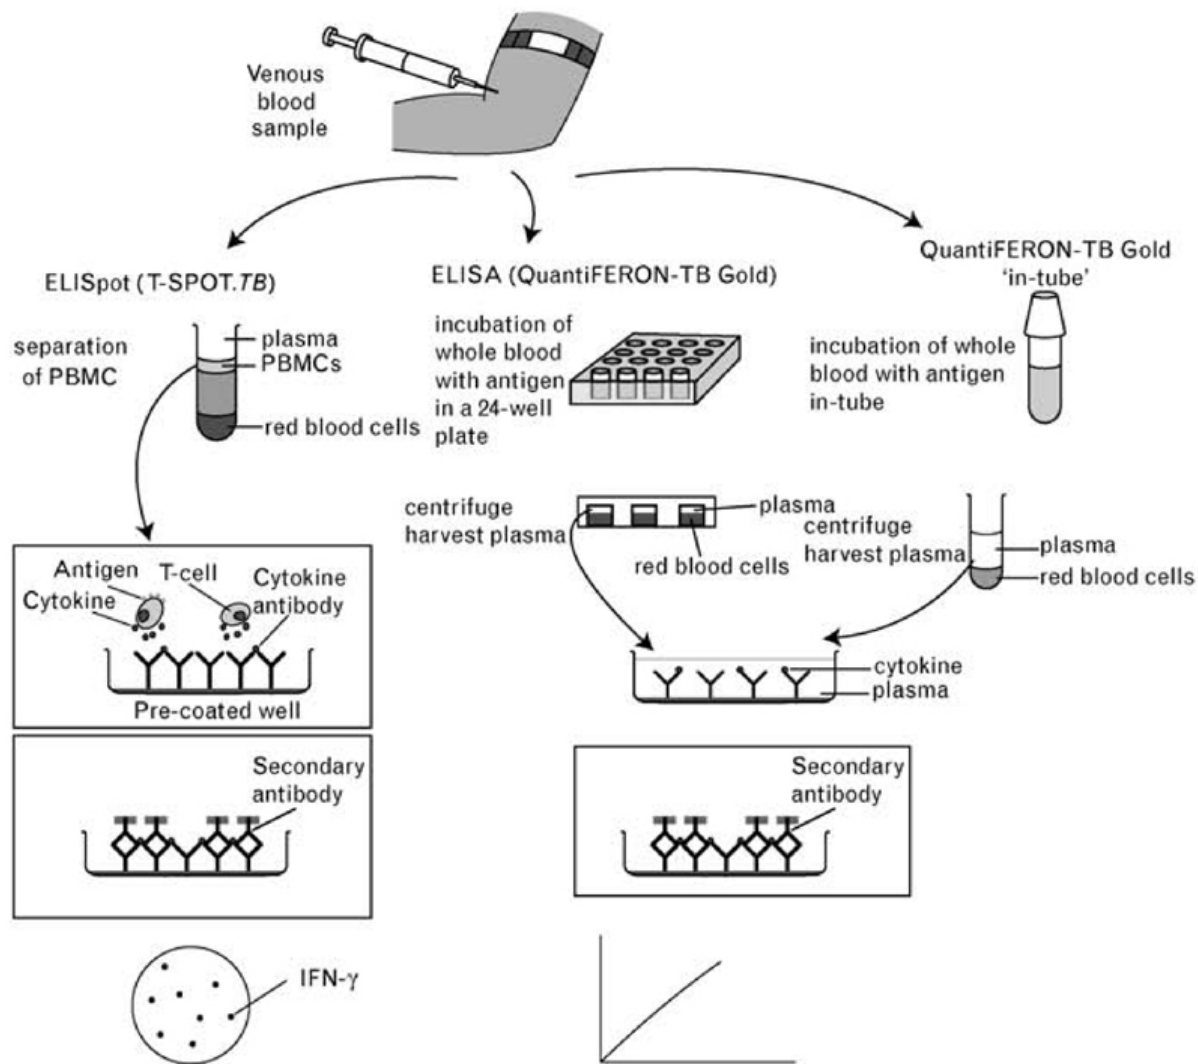 Venous
blood
sample
ELISpot (T-SPOT.TB)
separation
of PBMC
plasma
PBMCs
red blood cells
Antigen
Cytokine
T-cell
Cytokine
antibody
Pre-coated well
Secondary
antibody
IFN-γ
ELISA (QuantiFERON-TB Gold)
incubation of
whole blood
with antigen
in a 24-well
plate
centrifuge
harvest plasma
plasma
red blood cells
QuantiFERON-TB Gold
'in-tube'
incubation of whole
blood with antigen
in-tube
centrifuge
harvest plasma
plasma
red blood cells
cytokine
plasma
Secondary
antibody